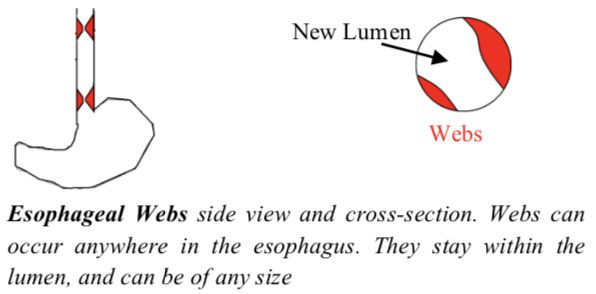 New Lumen
Webs
Esophageal Webs side view and cross-section. Webs can
occur anywhere in the esophagus. They stay within the
lumen, and can be of any size